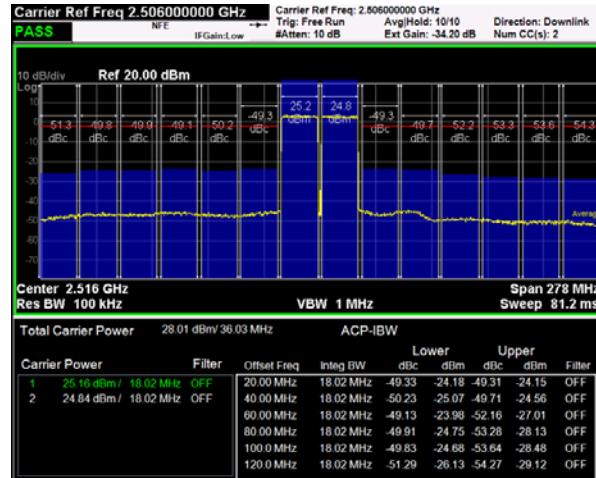 Carrier Ref Freq 2.506000000 GHz
PASS
NFE
IFGain:Low
Carrier Ref Freq: 2.506000000 GHz
Trig: Free Run
#Atten: 10 dB
Avg|Hold: 10/10
Ext Gain: -34.20 dB
Direction: Downlink
Num CC(s): 2
10 dB/div Ref 20.00 dBm
Log
10
0
-10
-20
-30
-40
-50
-60
-70
-51.3 dBc
-49.8 dBc
-49.9 dBc
-49.1 dBc
-50.2 dBc
-49.3 dBc
25.2 dBm
24.8 dBm
-49.3 dBc
-49.7 dBc
-52.2 dBc
-53.3 dBc
-53.6 dBc
-54.3 dBc
Average
Center 2.516 GHz
Span 278 MHz
Res BW 100 kHz
VBW 1 MHz
Sweep 81.2 ms
Total Carrier Power 28.01 dBm/ 36.03 MHz ACP-IBW
Lower Upper
Carrier Power Filter
Offset Freq Integ BW dBc dBm dBc dBm Filter
1 25.16 dBm / 18.02 MHz OFF
2 24.84 dBm / 18.02 MHz OFF
20.00 MHz 18.02 MHz -49.33 -24.18 -49.31 -24.15 OFF
40.00 MHz 18.02 MHz -50.23 -25.07 -49.71 -24.56 OFF
60.00 MHz 18.02 MHz -49.13 -23.98 -52.16 -27.01 OFF
80.00 MHz 18.02 MHz -49.91 -24.75 -53.28 -28.13 OFF
100.0 MHz 18.02 MHz -49.83 -24.68 -53.64 -28.48 OFF
120.0 MHz 18.02 MHz -51.29 -26.13 -54.27 -29.12 OFF